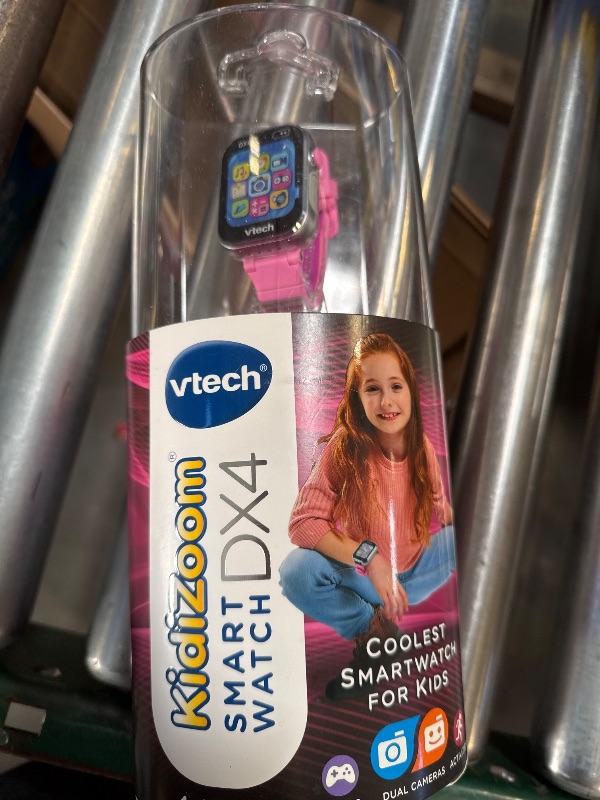 vtech
vtech®
KidiZoom®
SMART
WATCH
DX4
COOLEST
SMARTWATCH
FOR KIDS
DUAL CAMERAS